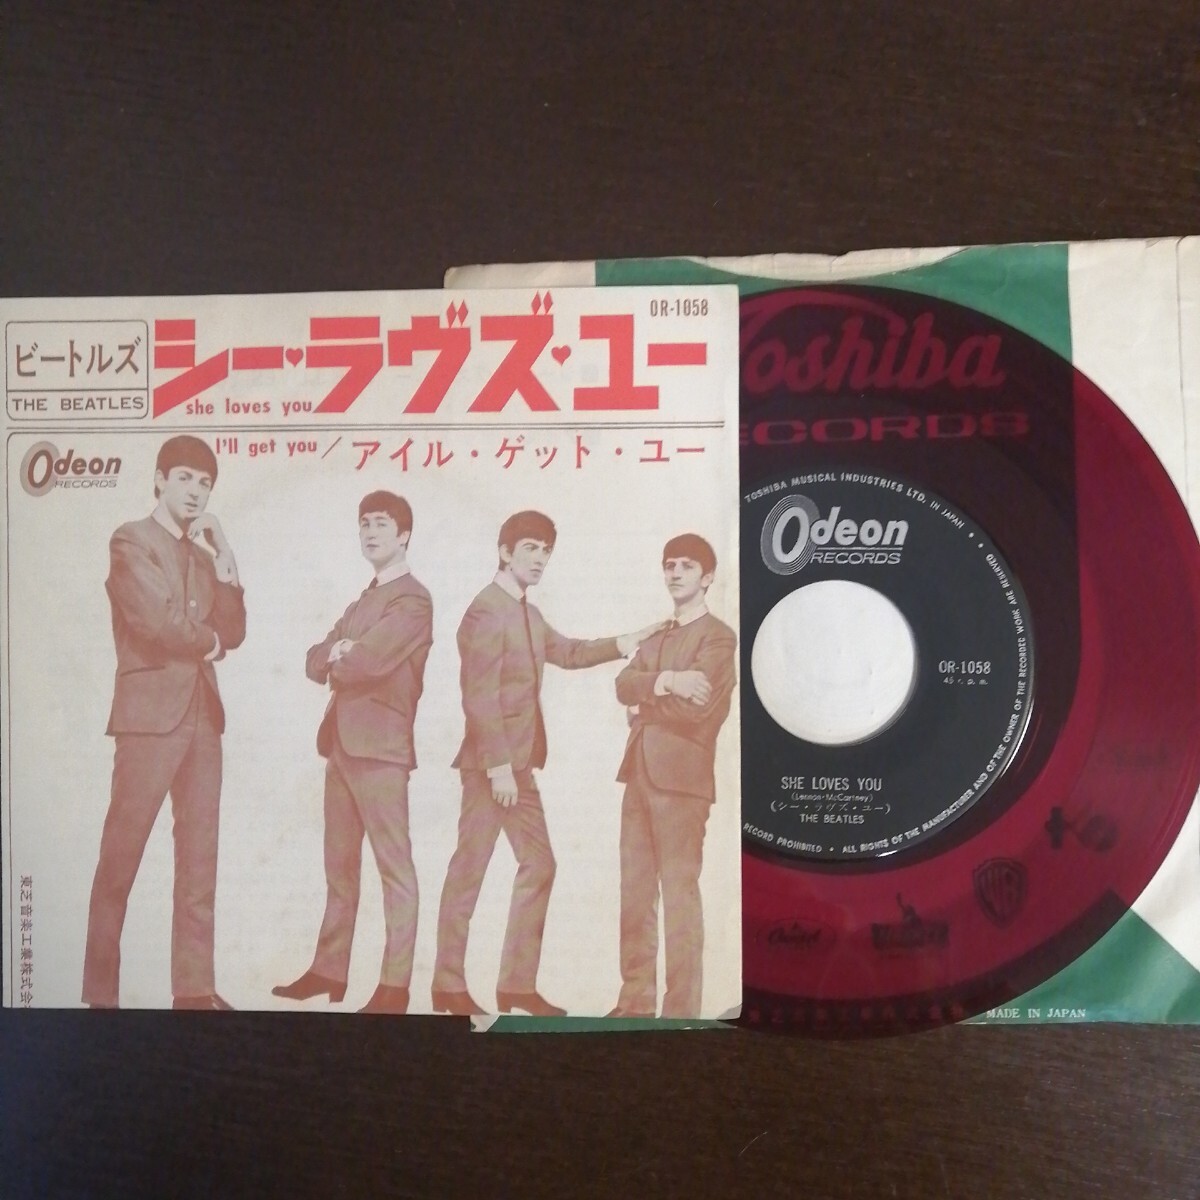 OR-1058
ビートルズ
THE BEATLES
シー・ラヴズ・ユー
she loves you
I'll get you / アイル・ゲット・ユー
Odeon
RECORDS
東芝音楽工業株式会
Toshiba
RECORDS
TOSHIBA MUSICAL INDUSTRIES LTD. IN JAPAN
Odeon
RECORDS
OR-1058
45 r. p. m.
SHE LOVES YOU
(Lennon-McCartney)
(シー・ラヴズ・ユー)
THE BEATLES
RECORD PROHIBITED • ALL RIGHTS OF THE MANUFACTURER AND OF THE OWNER OF THE RECORDED WORK ARE RESERVED
Capitol
MADE IN JAPAN